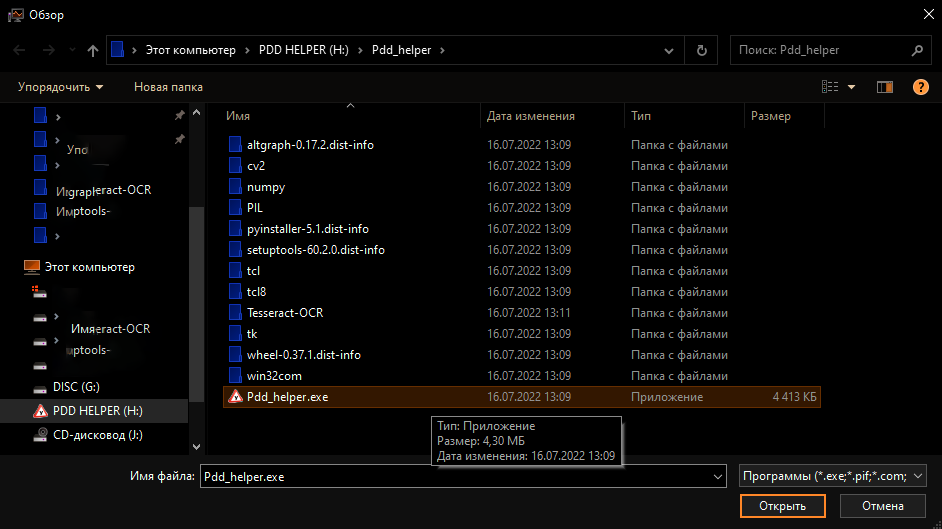 Обзор
Этот компьютер > PDD HELPER (H:) > Pdd_helper >
Поиск: Pdd_helper
Упорядочить Новая папка ?
Имя Дата изменения Тип Размер
Упо
Игgraplеract-OCR
Имptools-
Этот компьютер
Имяeract-OCR
uptools-
DISC (G:)
PDD HELPER (H:)
CD-дисковод (J:)
altgraph-0.17.2.dist-info 16.07.2022 13:09 Папка с файлами
cv2 16.07.2022 13:09 Папка с файлами
numpy 16.07.2022 13:09 Папка с файлами
PIL 16.07.2022 13:09 Папка с файлами
pyinstaller-5.1.dist-info 16.07.2022 13:09 Папка с файлами
setuptools-60.2.0.dist-info 16.07.2022 13:09 Папка с файлами
tcl 16.07.2022 13:09 Папка с файлами
tcl8 16.07.2022 13:09 Папка с файлами
Tesseract-OCR 16.07.2022 13:11 Папка с файлами
tk 16.07.2022 13:09 Папка с файлами
wheel-0.37.1.dist-info 16.07.2022 13:09 Папка с файлами
win32com 16.07.2022 13:09 Папка с файлами
Pdd_helper.exe 16.07.2022 13:09 Приложение 4 413 КБ
Тип: Приложение
Размер: 4,30 МБ
Дата изменения: 16.07.2022 13:09
Имя файла: Pdd_helper.exe Программы (*.exe;*.pif;*.com;
Открыть Отмена